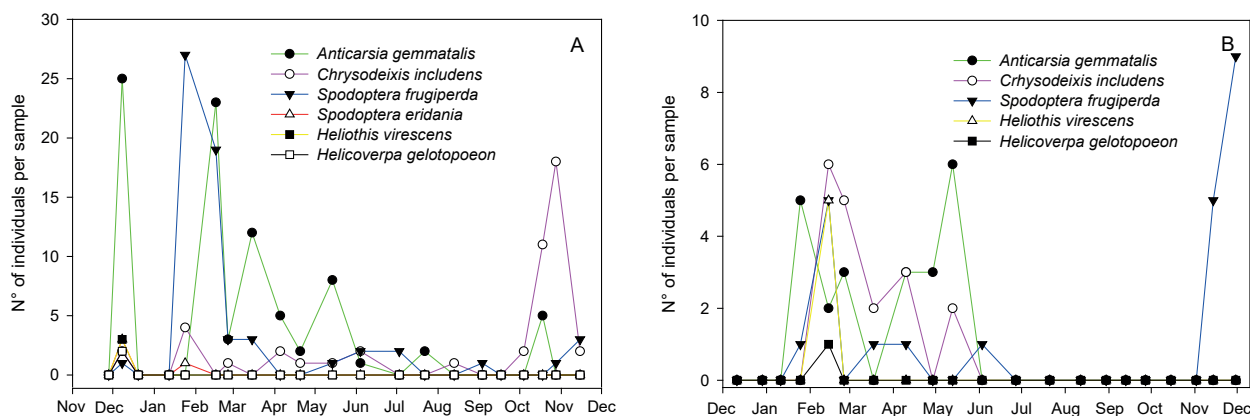 A
Anticarsia gemmatalis
Chrysodeixis includens
Spodoptera frugiperda
Spodoptera eridania
Heliothis virescens
Helicoverpa gelotopoeon
N° of individuals per sample
30
25
20
15
10
5
0
Nov Dec Jan Feb Mar Apr May Jun Jul Aug Sep Oct Nov Dec
B
Anticarsia gemmatalis
Crhysodeixis includens
Spodoptera frugiperda
Heliothis virescens
Helicoverpa gelotopoeon
N° of individuals per sample
10
8
6
4
2
0
Dec Jan Feb Mar Apr May Jun Jul Aug Sep Oct Nov Dec